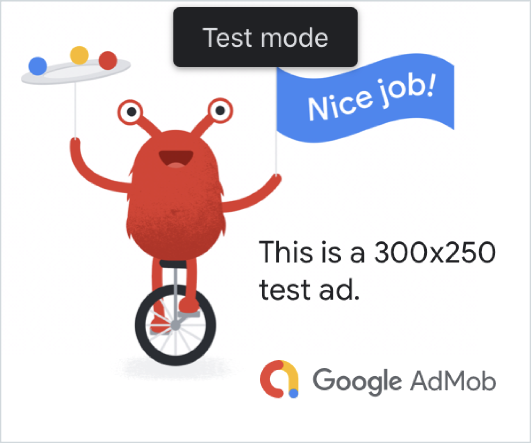 Test mode
Nice job!
This is a 300x250
test ad.
Google AdMob